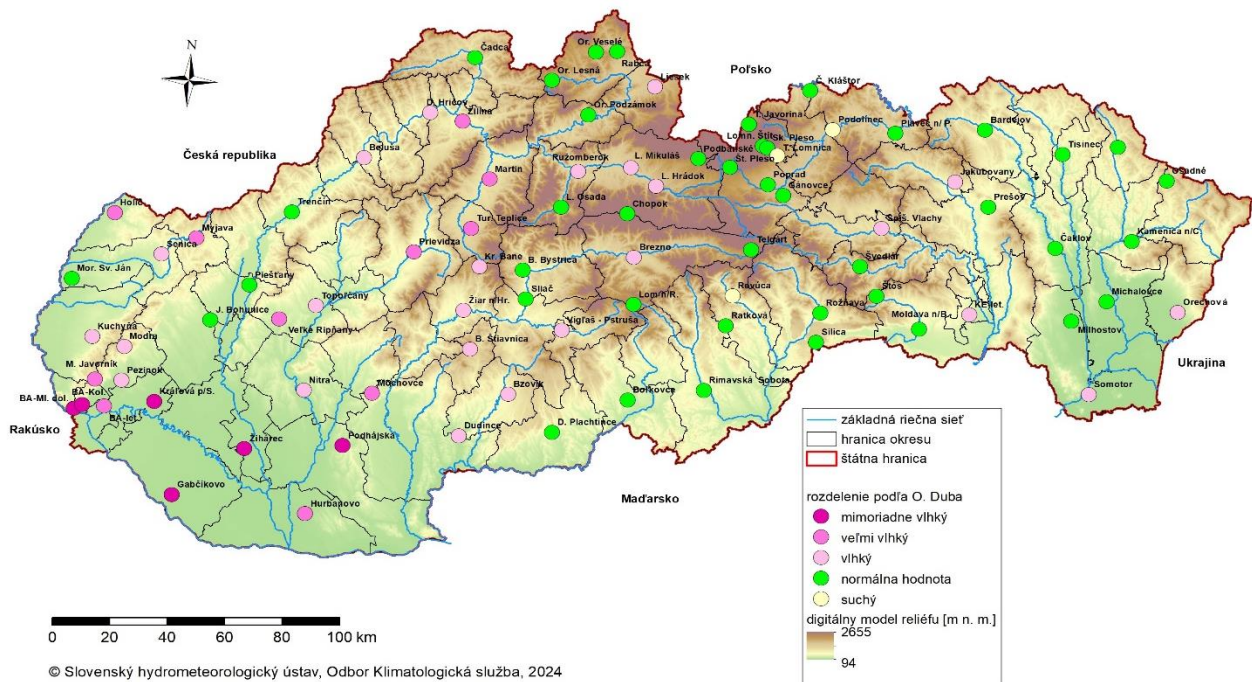 N
Česká republika
Poľsko
Rakúsko
Maďarsko
Ukrajina
Čadca
Or. Veselé
Rabča
Or. Lesná
Liesek
Or. Podzámok
D. Hričov
Žilina
Beluša
Martin
Ružomberok
L. Mikuláš
L. Hrádok
Podbanské
Lomn. Štít
Sk. Pleso
T. Lomnica
Št. Pleso
T. Javorina
Č. Kláštor
Podolínec
Plaveč n/ P.
Bardejov
Tisinec
Osadné
Jakubovany
Prešov
Poprad
Gánovce
Holíč
Myjava
Senica
Trenčín
Tur. Teplice
L. Osada
Chopok
Prievidza
Kr. Bane
B. Bystrica
Brezno
Telgárt
Spiš. Vlachy
Švedlár
Čaklov
Kamenica n/C.
Mor. Sv. Ján
Piešťany
Topoľčany
Sliač
Žiar n/Hr.
Lom n/R.
Revúca
Štós
Rožňava
Michalovce
Orechová
J. Bohunice
Veľké Ripňany
Vígľaš - Pstruša
Ratková
Silica
Moldava n/B.
KE-let.
Milhostov
Kuchyňa
Modra
B. Štiavnica
M. Javorník
Pezinok
Nitra
Mochovce
Bzovík
Boľkovce
Rimavská Sobota
Somotor
BA-Ml. dol.
BA-Kol.
BA-let.
Kráľová p/S.
Žihárec
Podhájska
Dudince
D. Plachtince
Gabčíkovo
Hurbanovo
základná riečna sieť
hranica okresu
štátna hranica
rozdelenie podľa O. Duba
mimoriadne vlhký
veľmi vlhký
vlhký
normálna hodnota
suchý
digitálny model reliéfu [m n. m.]
2655
94
0 20 40 60 80 100 km
© Slovenský hydrometeorologický ústav, Odbor Klimatologická služba, 2024